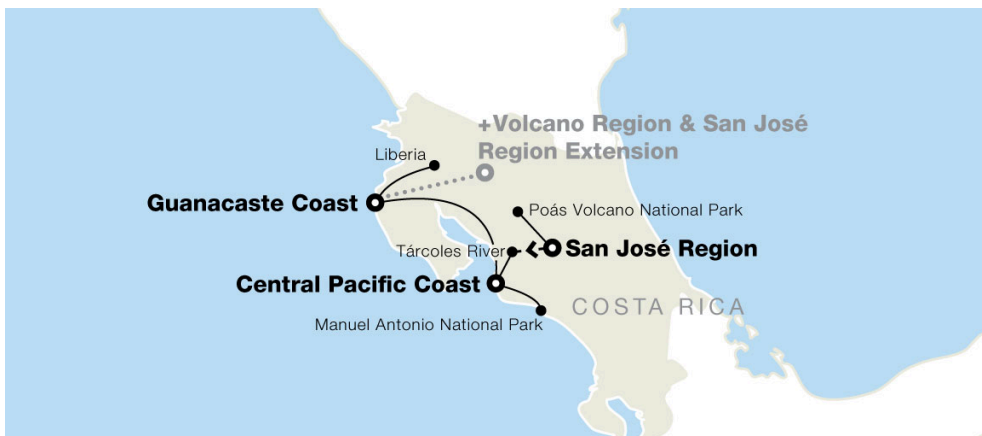 +Volcano Region & San José
Region Extension
Liberia
Guanacaste Coast
Poás Volcano National Park
Tárcoles River
San José Region
Central Pacific Coast
COSTA RICA
Manuel Antonio National Park